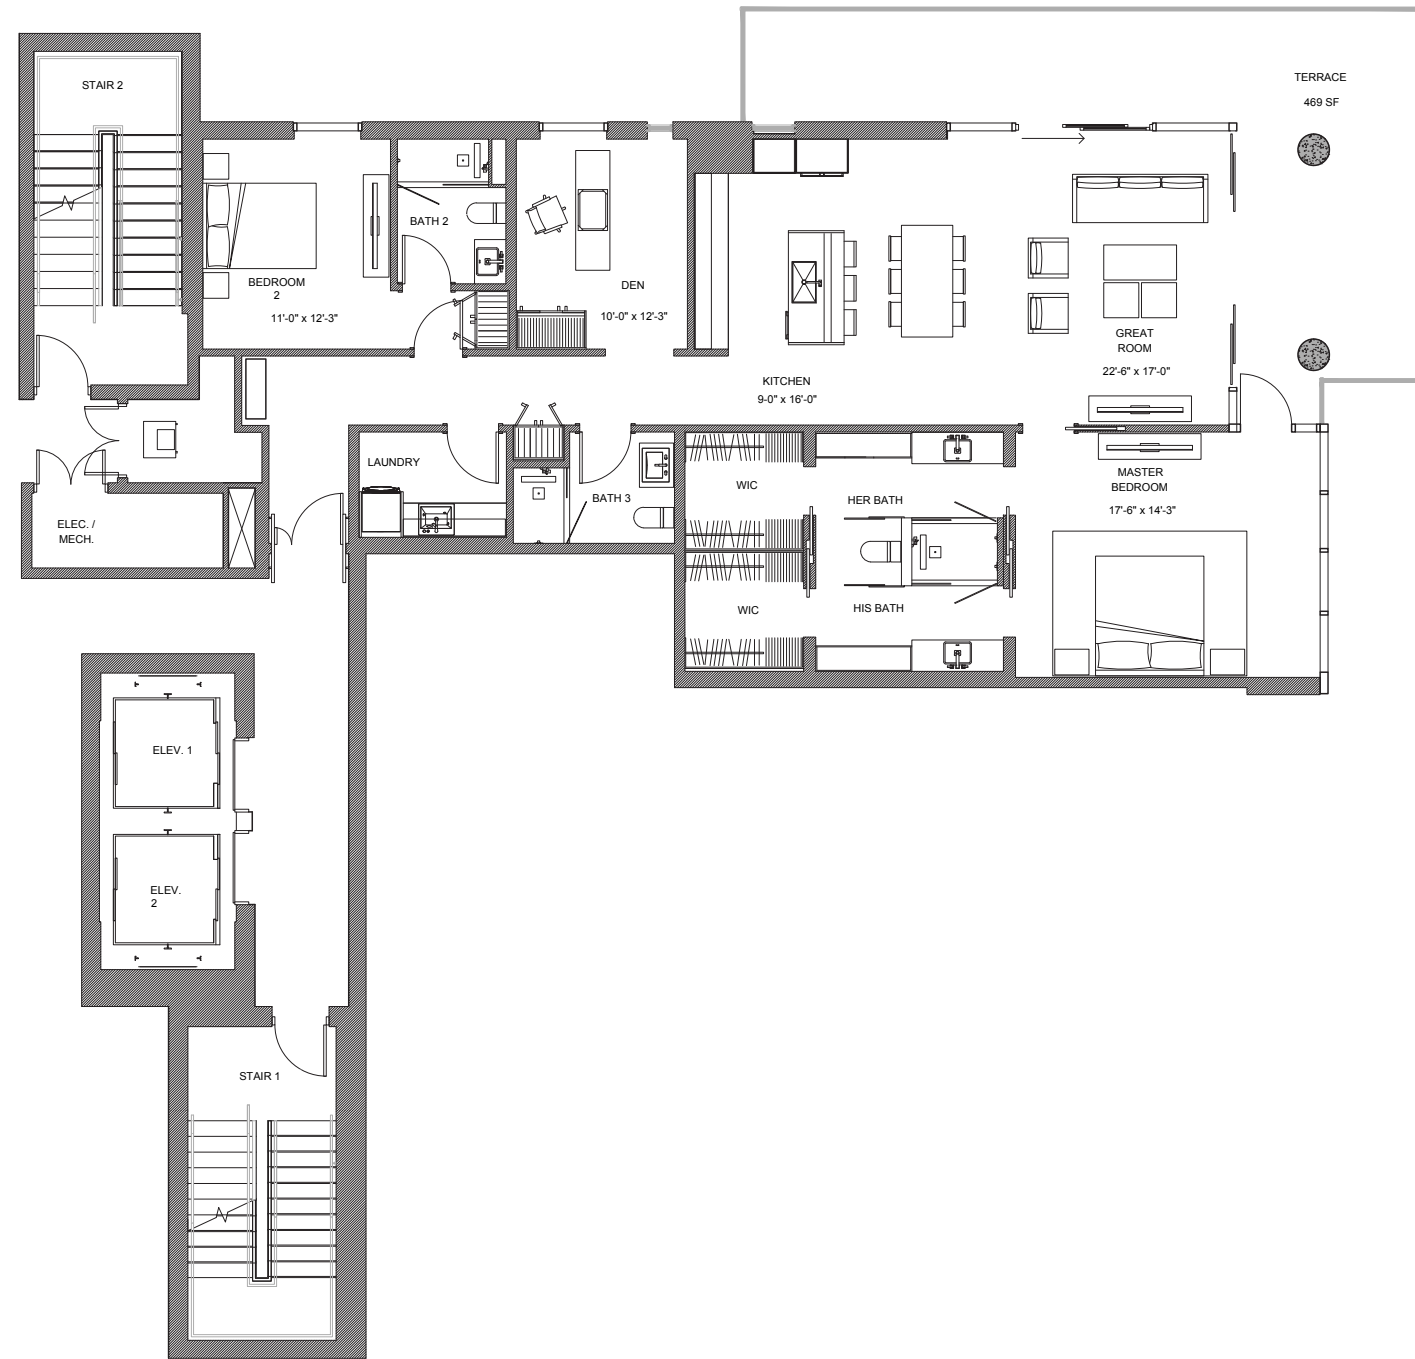 TERRACE
469 SF
STAIR 2
BATH 2
BEDROOM
2
11'-0" x 12'-3"
DEN
10'-0" x 12'-3"
GREAT
ROOM
22'-6" x 17'-0"
KITCHEN
9-0" x 16'-0"
LAUNDRY
BATH 3
WIC
HER BATH
MASTER
BEDROOM
17'-6" x 14'-3"
ELEC. /
MECH.
WIC
HIS BATH
ELEV. 1
ELEV.
2
STAIR 1